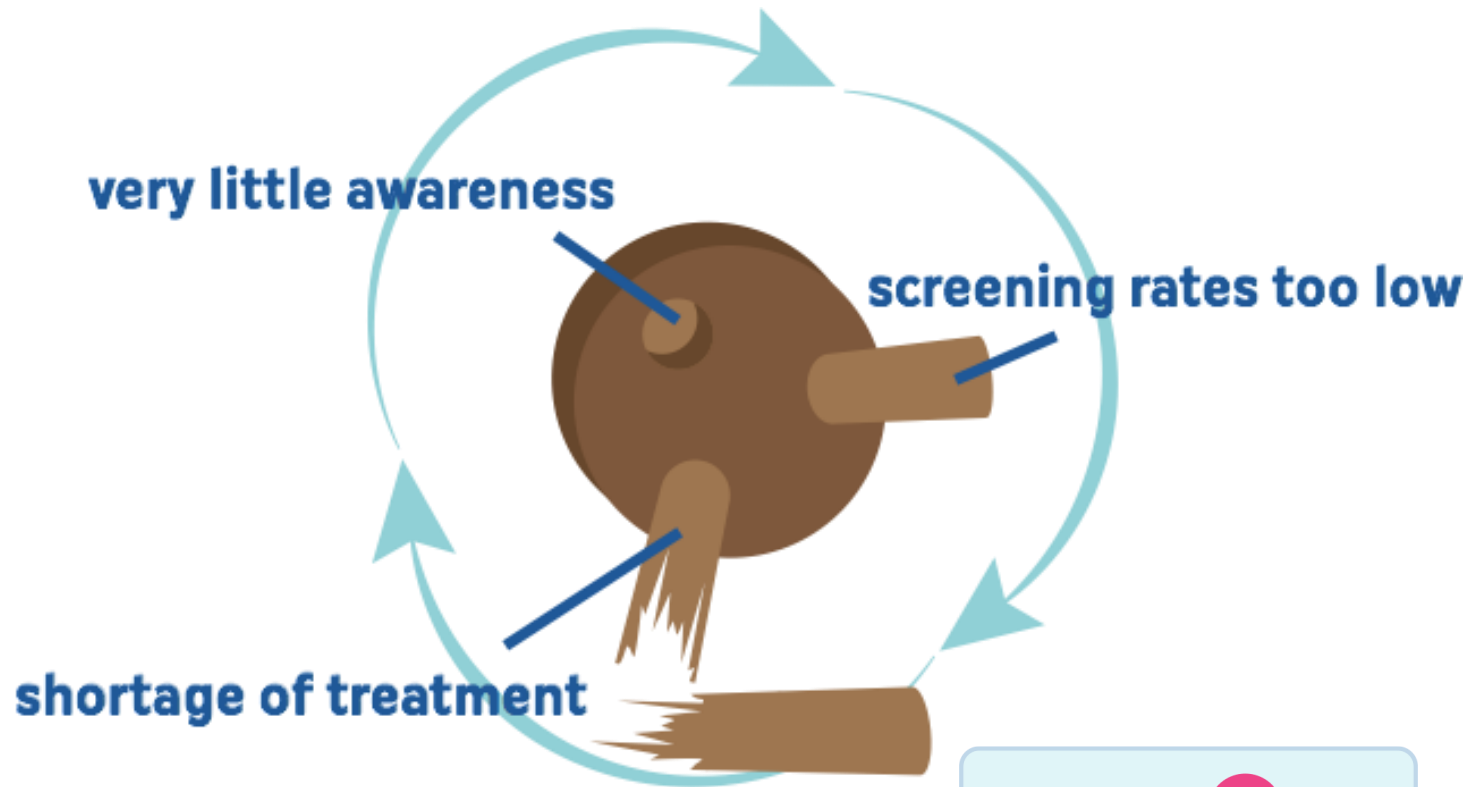 very little awareness
screening rates too low
shortage of treatment